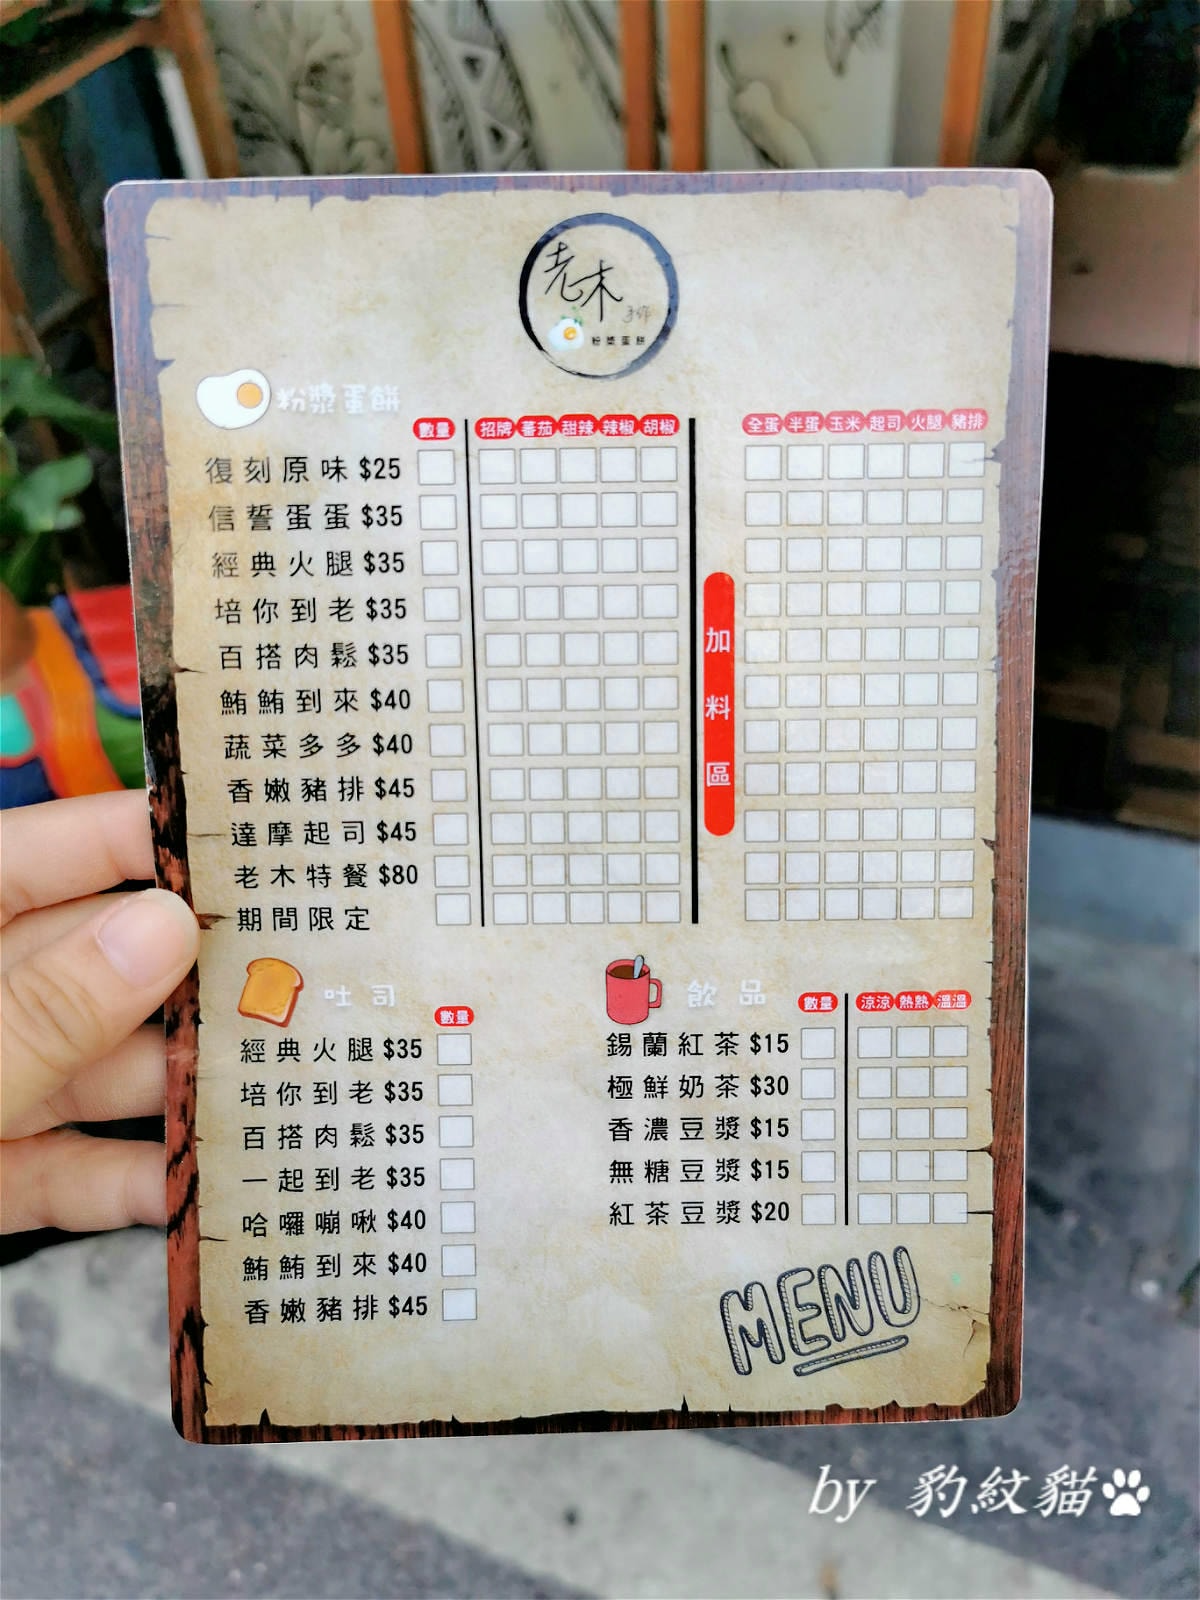 老木
手作
粉漿蛋餅
粉漿蛋餅
數量 招牌 蕃茄 甜辣 辣椒 胡椒 全蛋 半蛋 玉米 起司 火腿 豬排
復刻原味 $25
信誓蛋蛋 $35
經典火腿 $35
培你到老 $35
百搭肉鬆 $35
鮪鮪到來 $40
蔬菜多多 $40
香嫩豬排 $45
達摩起司 $45
老木特餐 $80
期間限定
加料區
吐司
數量
經典火腿 $35
培你到老 $35
百搭肉鬆 $35
一起到老 $35
哈囉嘣啾 $40
鮪鮪到來 $40
香嫩豬排 $45
飲品
數量 涼涼 熱熱 溫溫
錫蘭紅茶 $15
極鮮奶茶 $30
香濃豆漿 $15
無糖豆漿 $15
紅茶豆漿 $20
MENU
by 豹紋貓